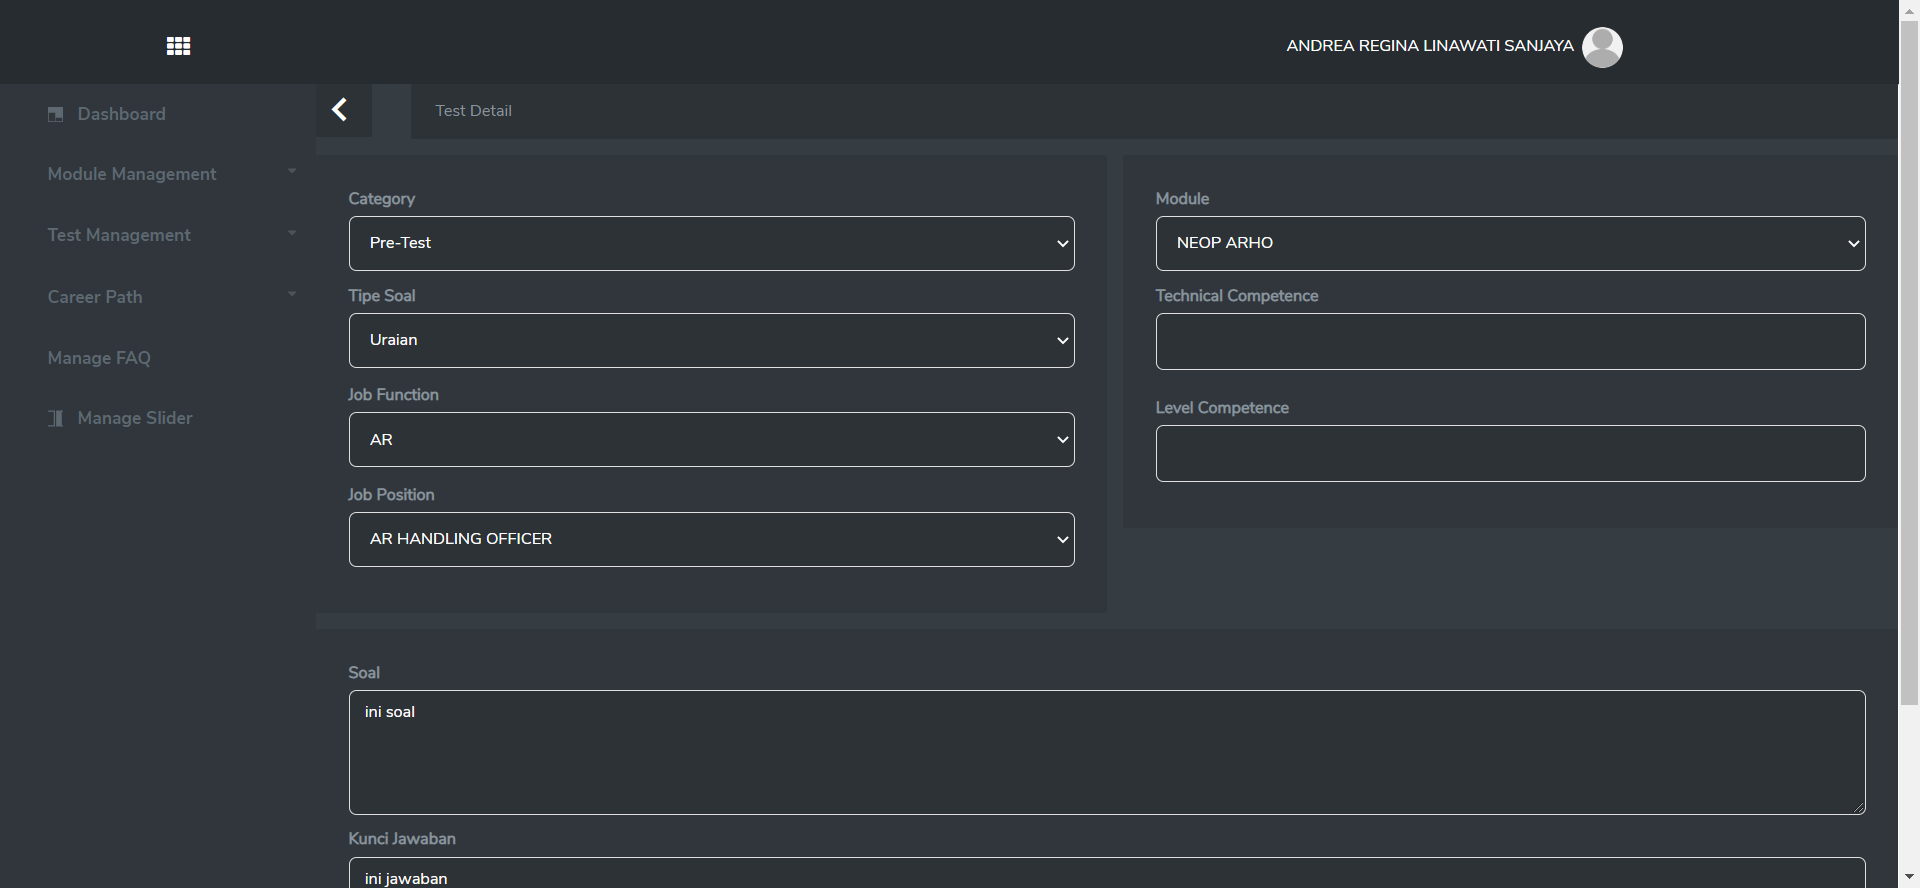 ANDREA REGINA LINAWATI SANJAYA
Dashboard
Module Management
Test Management
Career Path
Manage FAQ
Manage Slider
Test Detail
Category
Pre-Test
Tipe Soal
Uraian
Job Function
AR
Job Position
AR HANDLING OFFICER
Module
NEOP ARHO
Technical Competence
Level Competence
Soal
ini soal
Kunci Jawaban
ini jawaban